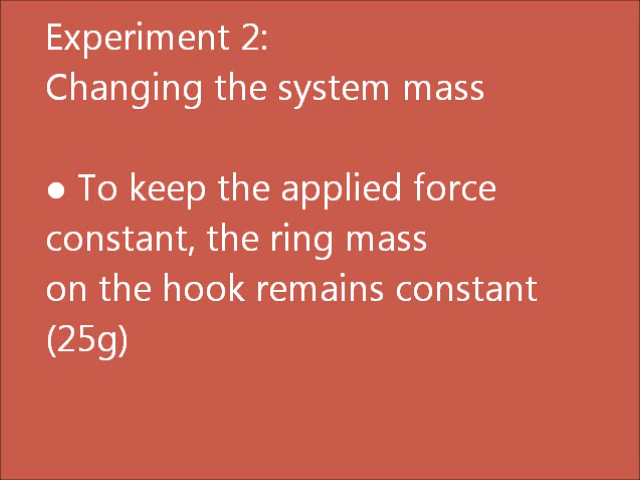 Experiment 2:
Changing the system mass
● To keep the applied force
constant, the ring mass
on the hook remains constant
(25g)